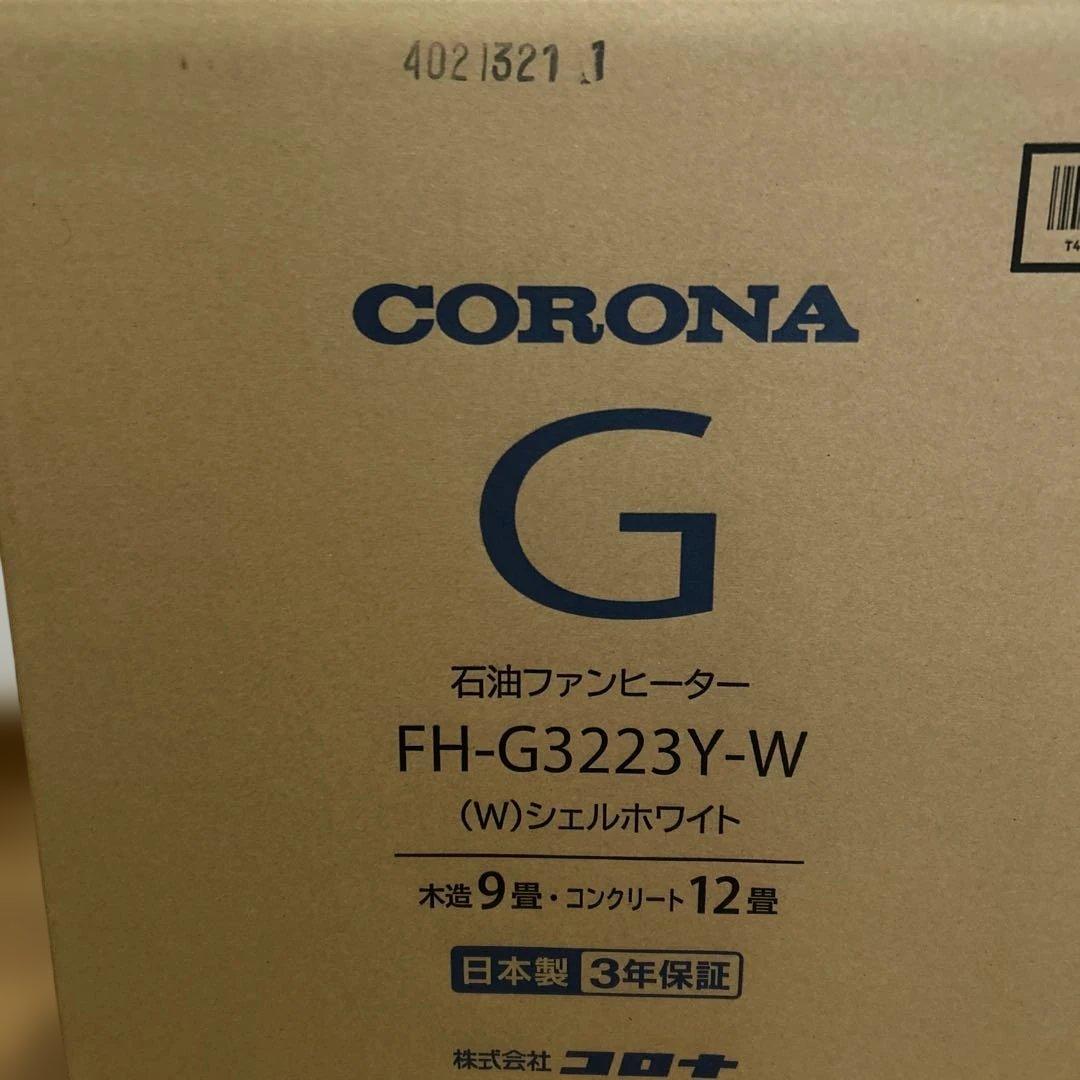 4021321 1
T4
CORONA
G
石油ファンヒーター
FH-G3223Y-W
(W)シェルホワイト
木造9畳・コンクリート12畳
日本製 3年保証
株式会社 コロナ